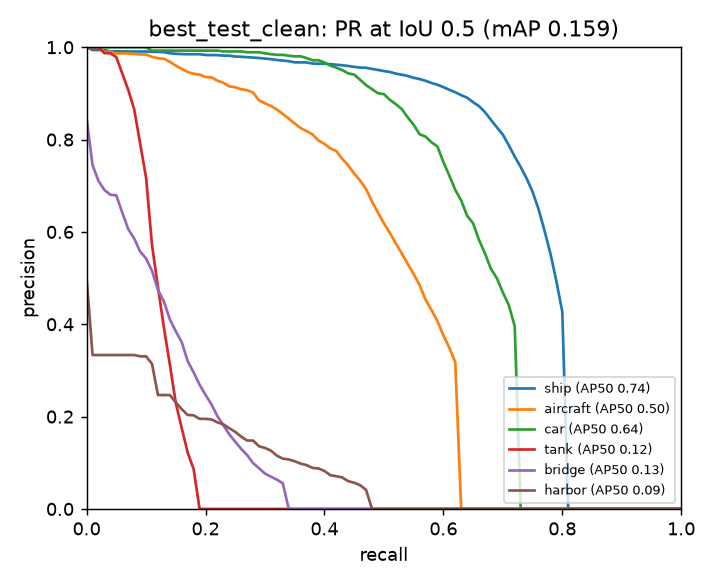 best_test_clean: PR at IoU 0.5 (mAP 0.159)
1.0
0.8
0.6
0.4
0.2
0.0
precision
ship (AP50 0.74)
aircraft (AP50 0.50)
car (AP50 0.64)
tank (AP50 0.12)
bridge (AP50 0.13)
harbor (AP50 0.09)
0.0 0.2 0.4 0.6 0.8 1.0
recall